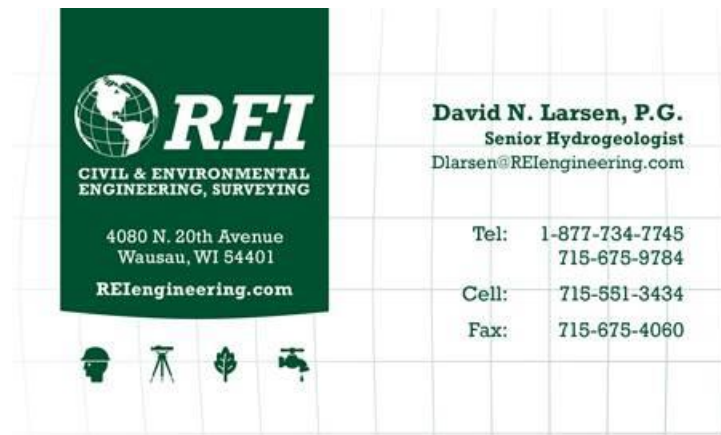 REI
CIVIL & ENVIRONMENTAL
ENGINEERING, SURVEYING
4080 N. 20th Avenue
Wausau, WI 54401
REIengineering.com
David N. Larsen, P.G.
Senior Hydrogeologist
Dlarsen@REIengineering.com
Tel: 1-877-734-7745
715-675-9784
Cell: 715-551-3434
Fax: 715-675-4060